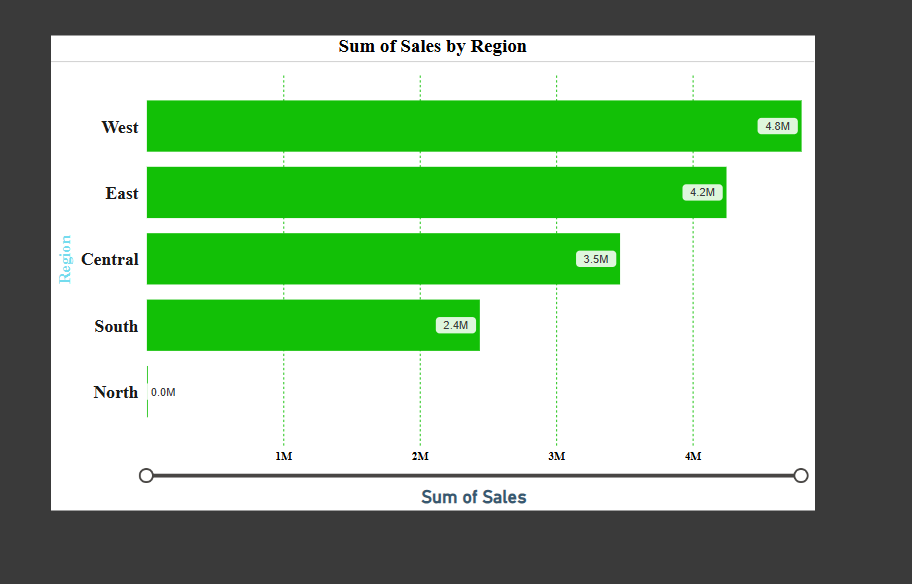 Sum of Sales by Region
Region
West
4.8M
East
4.2M
Central
3.5M
South
2.4M
North
0.0M
1M 2M 3M 4M
Sum of Sales